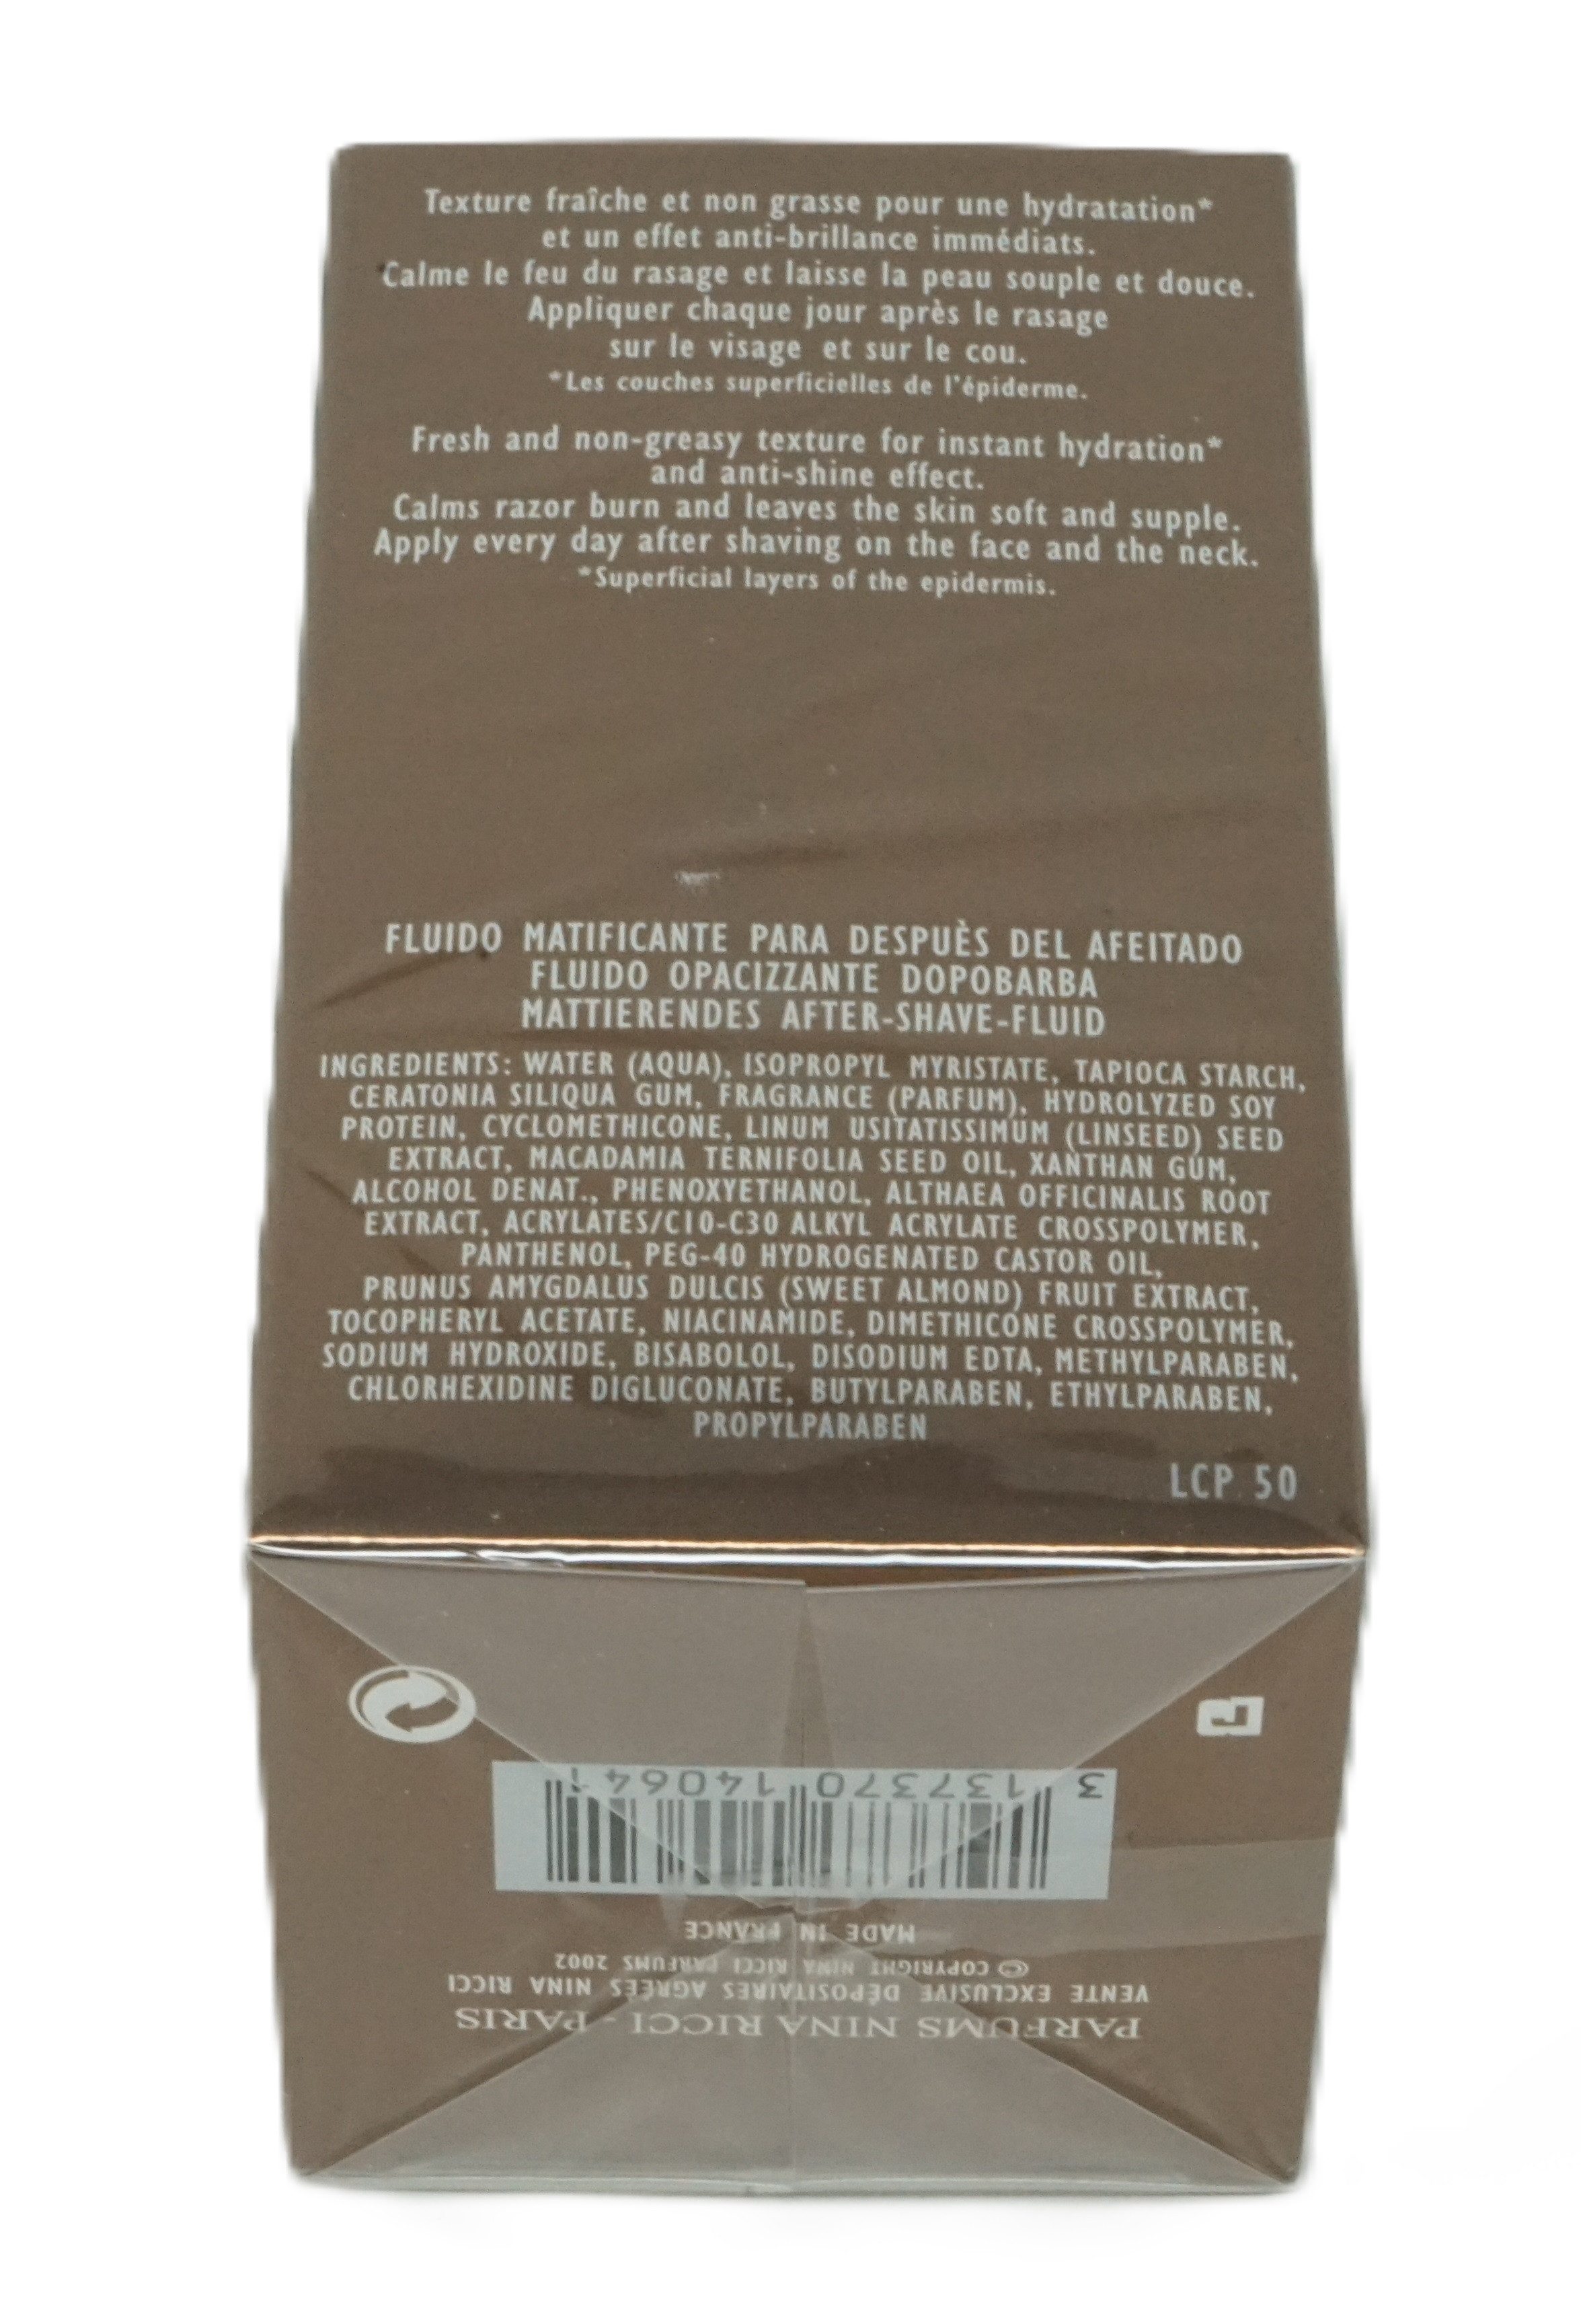 Texture fraîche et non grasse pour une hydratation*
et un effet anti-brillance immédiats.
Calme le feu du rasage et laisse la peau souple et douce.
Appliquer chaque jour après le rasage
sur le visage et sur le cou.
*Les couches superficielles de l'épiderme.
Fresh and non-greasy texture for instant hydration*
and anti-shine effect.
Calms razor burn and leaves the skin soft and supple.
Apply every day after shaving on the face and the neck.
*Superficial layers of the epidermis.
FLUIDO MATIFICANTE PARA DESPUÈS DEL AFEITADO
FLUIDO OPACIZZANTE DOPOBARBA
MATTIERENDES AFTER-SHAVE-FLUID
INGREDIENTS: WATER (AQUA), ISOPROPYL MYRISTATE, TAPIOCA STARCH,
CERATONIA SILIQUA GUM, FRAGRANCE (PARFUM), HYDROLYZED SOY
PROTEIN, CYCLOMETHICONE, LINUM USITATISSIMUM (LINSEED) SEED
EXTRACT, MACADAMIA TERNIFOLIA SEED OIL, XANTHAN GUM,
ALCOHOL DENAT., PHENOXYETHANOL, ALTHAEA OFFICINALIS ROOT
EXTRACT, ACRYLATES/C10-C30 ALKYL ACRYLATE CROSSPOLYMER,
PANTHENOL, PEG-40 HYDROGENATED CASTOR OIL,
PRUNUS AMYGDALUS DULCIS (SWEET ALMOND) FRUIT EXTRACT,
TOCOPHERYL ACETATE, NIACINAMIDE, DIMETHICONE CROSSPOLYMER,
SODIUM HYDROXIDE, BISABOLOL, DISODIUM EDTA, METHYLPARABEN,
CHLORHEXIDINE DIGLUCONATE, BUTYLPARABEN, ETHYLPARABEN,
PROPYLPARABEN
LCP 50
PARFUMS NINA RICCI - PARIS
VENTE EXCLUSIVE DÉPOSITAIRES AGRÉÉS NINA RICCI
© COPYRIGHT NINA RICCI PARFUMS 2002
MADE IN FRANCE
3 137370 140641